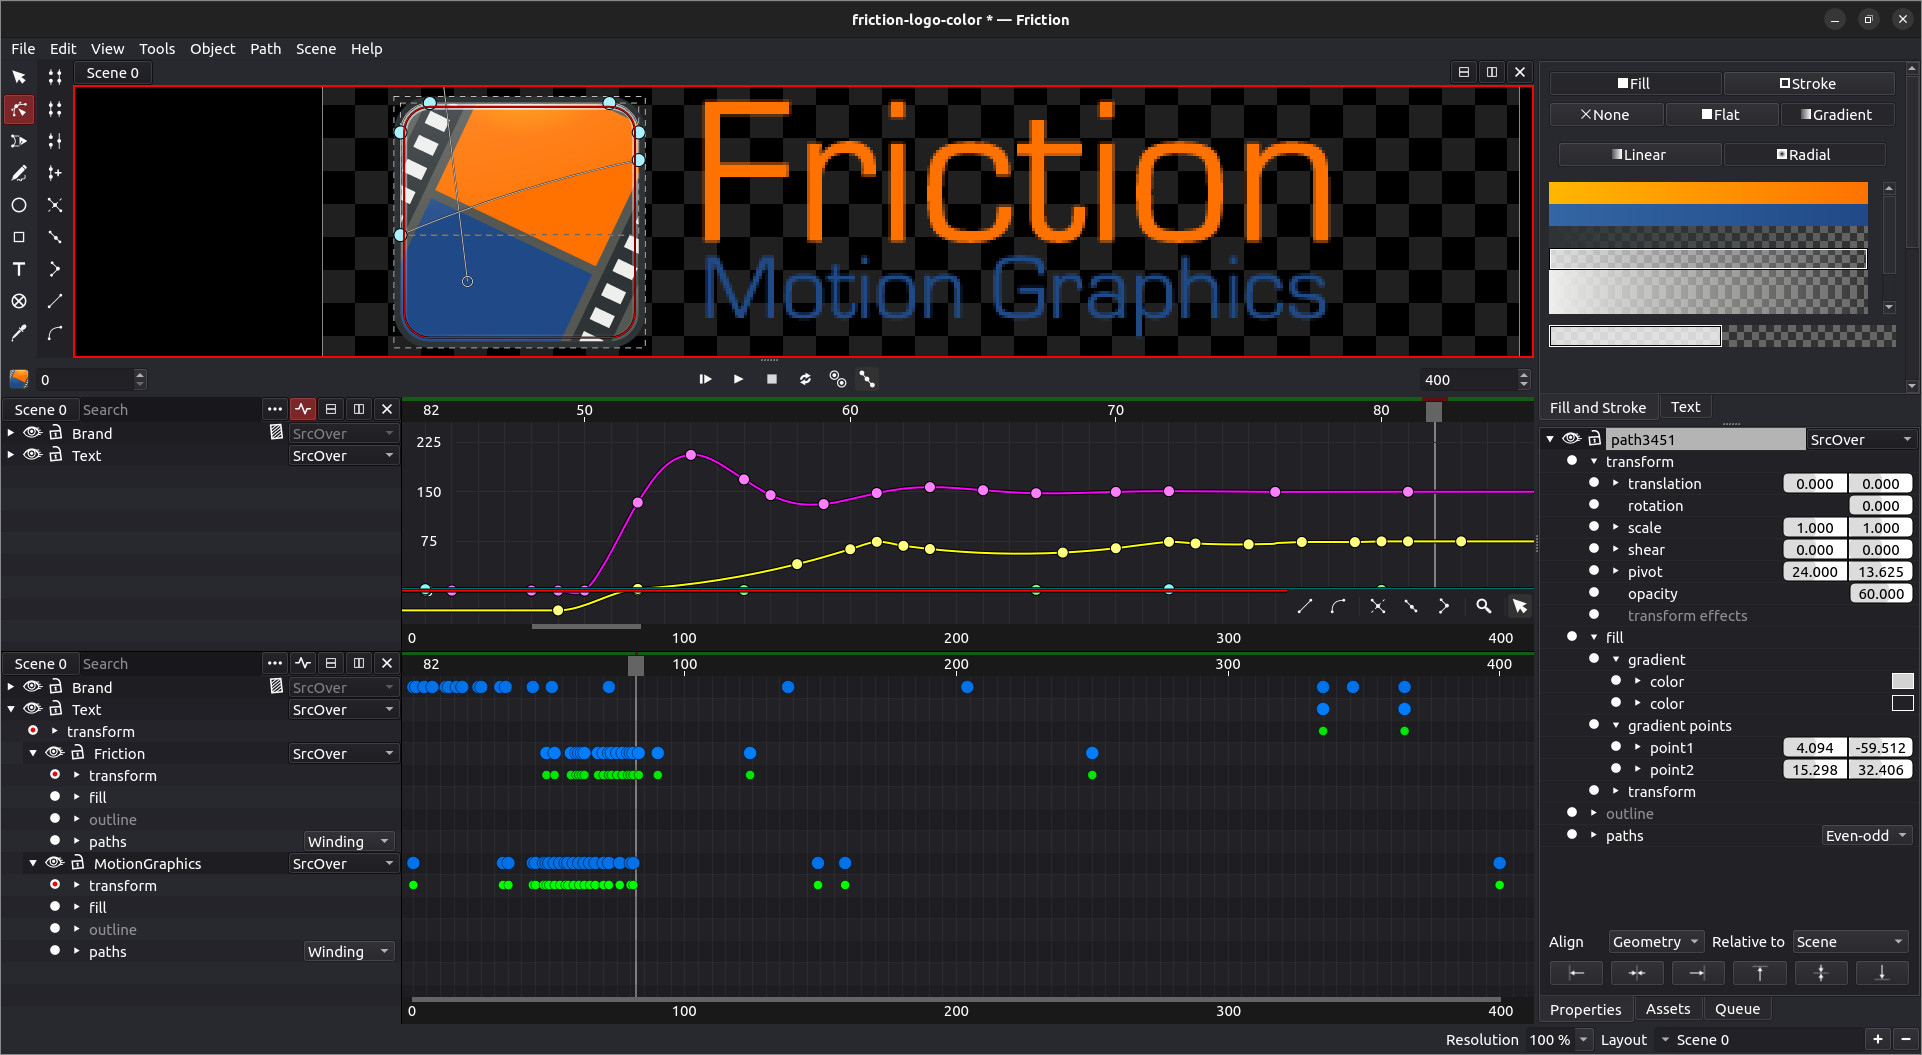 friction-logo-color * — Friction
File Edit View Tools Object Path Scene Help
Scene 0
Friction
Motion Graphics
0
400
Scene 0 Search
Brand SrcOver
Text SrcOver
82 50 60 70 80
225
150
75
0 100 200 300 400
Scene 0 Search
82 100 200 300 400
Brand SrcOver
Text SrcOver
transform
Friction SrcOver
transform
fill
outline
paths Winding
MotionGraphics SrcOver
transform
fill
outline
paths Winding
0 100 200 300 400
Fill Stroke
None Flat Gradient
Linear Radial
Fill and Stroke Text
path3451 SrcOver
transform
translation 0.000 0.000
rotation 0.000
scale 1.000 1.000
shear 0.000 0.000
pivot 24.000 13.625
opacity 60.000
transform effects
fill
gradient
color
color
gradient points
point1 4.094 -59.512
point2 15.298 32.406
transform
outline
paths Even-odd
Align Geometry Relative to Scene
Properties Assets Queue
Resolution 100 % Layout Scene 0